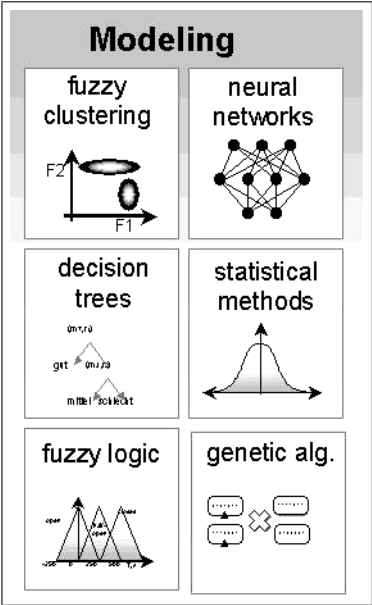 Modeling
fuzzy
clustering
F2
F1
neural
networks
decision
trees
gut
mittel schlecht
statistical
methods
fuzzy logic
genetic alg.